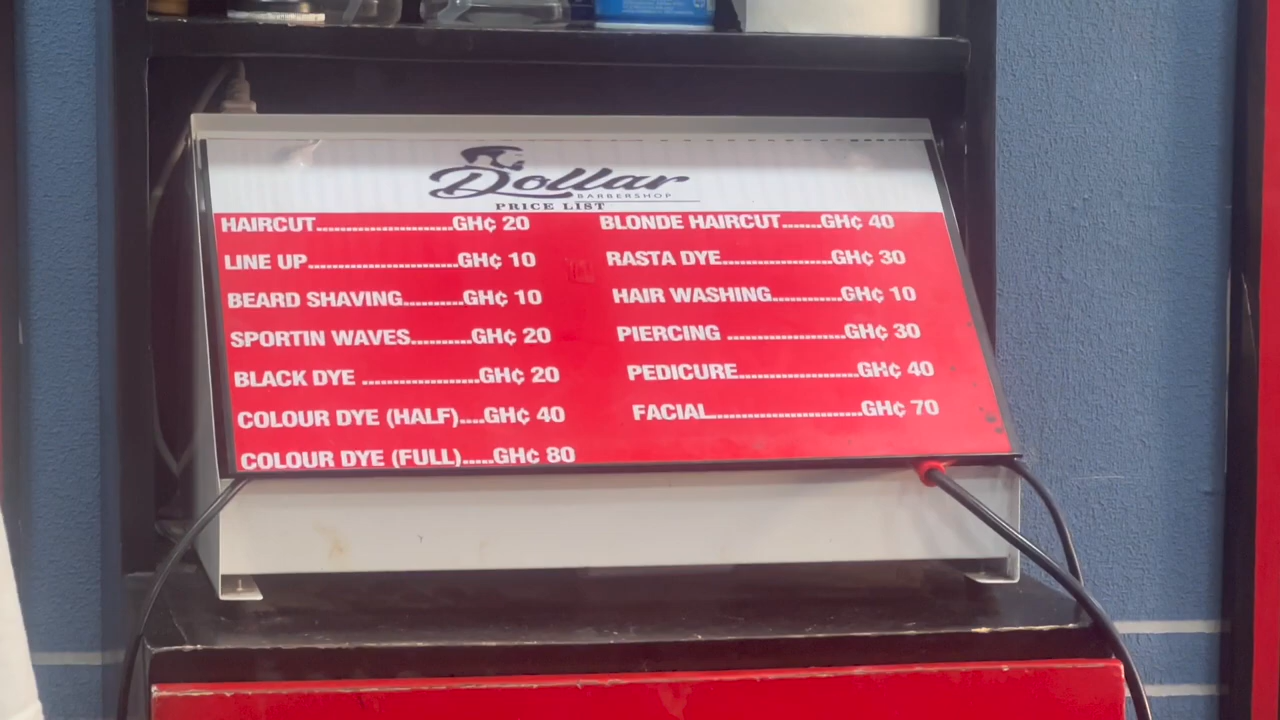 Dollar
BARBERSHOP
PRICE LIST
HAIRCUT.......................GH¢ 20
LINE UP.........................GH¢ 10
BEARD SHAVING..........GH¢ 10
SPORTIN WAVES..........GH¢ 20
BLACK DYE ....................GH¢ 20
COLOUR DYE (HALF)....GH¢ 40
COLOUR DYE (FULL).....GH¢ 80
BLONDE HAIRCUT.......GH¢ 40
RASTA DYE...................GH¢ 30
HAIR WASHING............GH¢ 10
PIERCING ....................GH¢ 30
PEDICURE.....................GH¢ 40
FACIAL..........................GH¢ 70